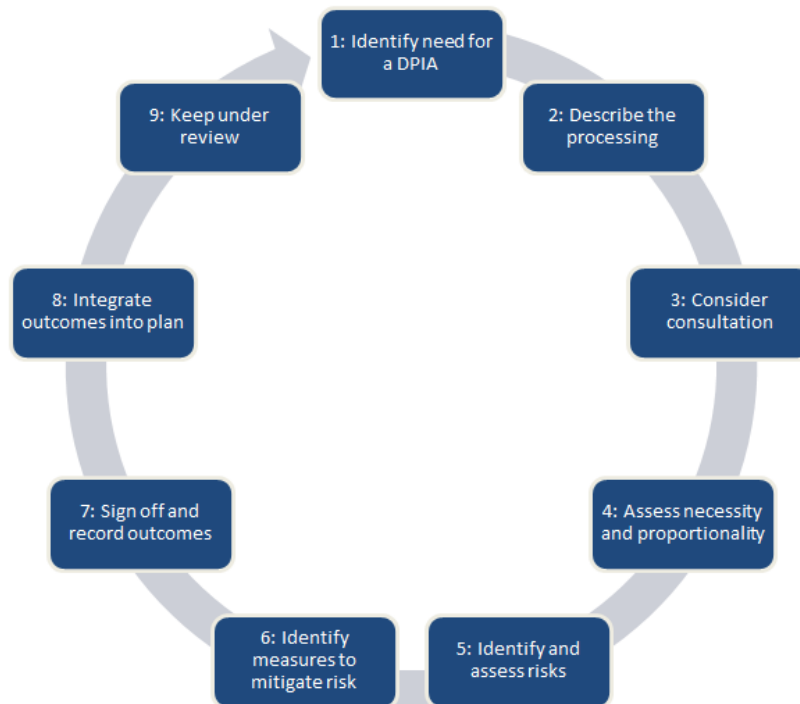 1: Identify need for
a DPIA
2: Describe the
processing
3: Consider
consultation
4: Assess necessity
and proportionality
5: Identify and
assess risks
6: Identify
measures to
mitigate risk
7: Sign off and
record outcomes
8: Integrate
outcomes into plan
9: Keep under
review